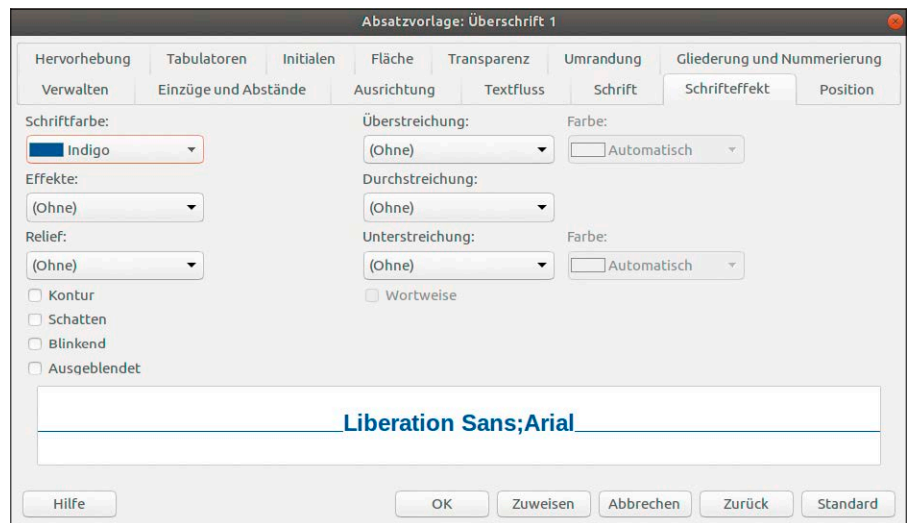 Absatzvorlage: Überschrift 1
Hervorhebung Tabulatoren Initialen Fläche Transparenz Umrandung Gliederung und Nummerierung
Verwalten Einzüge und Abstände Ausrichtung Textfluss Schrift Schrifteffekt Position
Schriftfarbe: Überstreichung: Farbe:
Indigo (Ohne) Automatisch
Effekte: Durchstreichung:
(Ohne) (Ohne)
Relief: Unterstreichung: Farbe:
(Ohne) (Ohne) Automatisch
Kontur Wortweise
Schatten
Blinkend
Ausgeblendet
Liberation Sans;Arial
Hilfe OK Zuweisen Abbrechen Zurück Standard